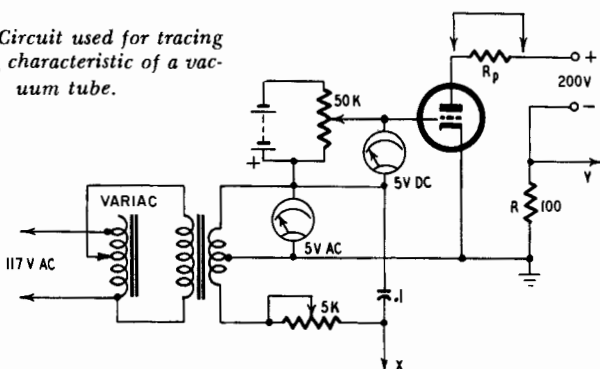 Circuit used for tracing
characteristic of a vac-
uum tube.
50K
Rp
+
200V
−
+
5V DC
Y
VARIAC
5V AC
R 100
117 V AC
.1
5K
X